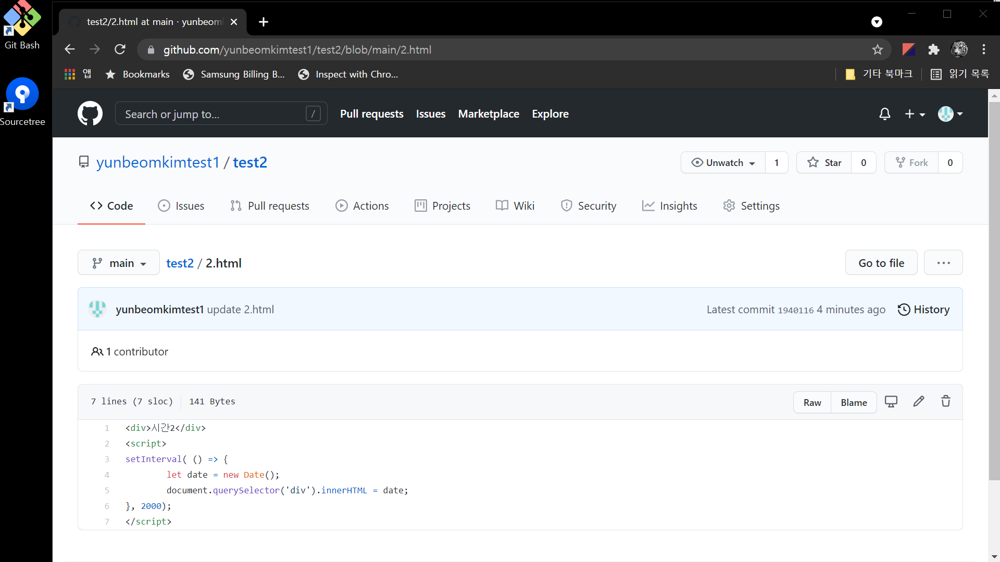 Git Bash
Sourcetree
test2/2.html at main · yunbeoml
github.com/yunbeomkimtest1/test2/blob/main/2.html
앱 Bookmarks Samsung Billing B... Inspect with Chro... 기타 북마크 읽기 목록
Search or jump to... / Pull requests Issues Marketplace Explore
yunbeomkimtest1 / test2 Unwatch 1 Star 0 Fork 0
Code Issues Pull requests Actions Projects Wiki Security Insights Settings
main test2 / 2.html Go to file
yunbeomkimtest1 update 2.html Latest commit 1940116 4 minutes ago History
1 contributor
7 lines (7 sloc) 141 Bytes Raw Blame
1 <div>시간2</div>
2 <script>
3 setInterval( () => {
4 let date = new Date();
5 document.querySelector('div').innerHTML = date;
6 }, 2000);
7 </script>